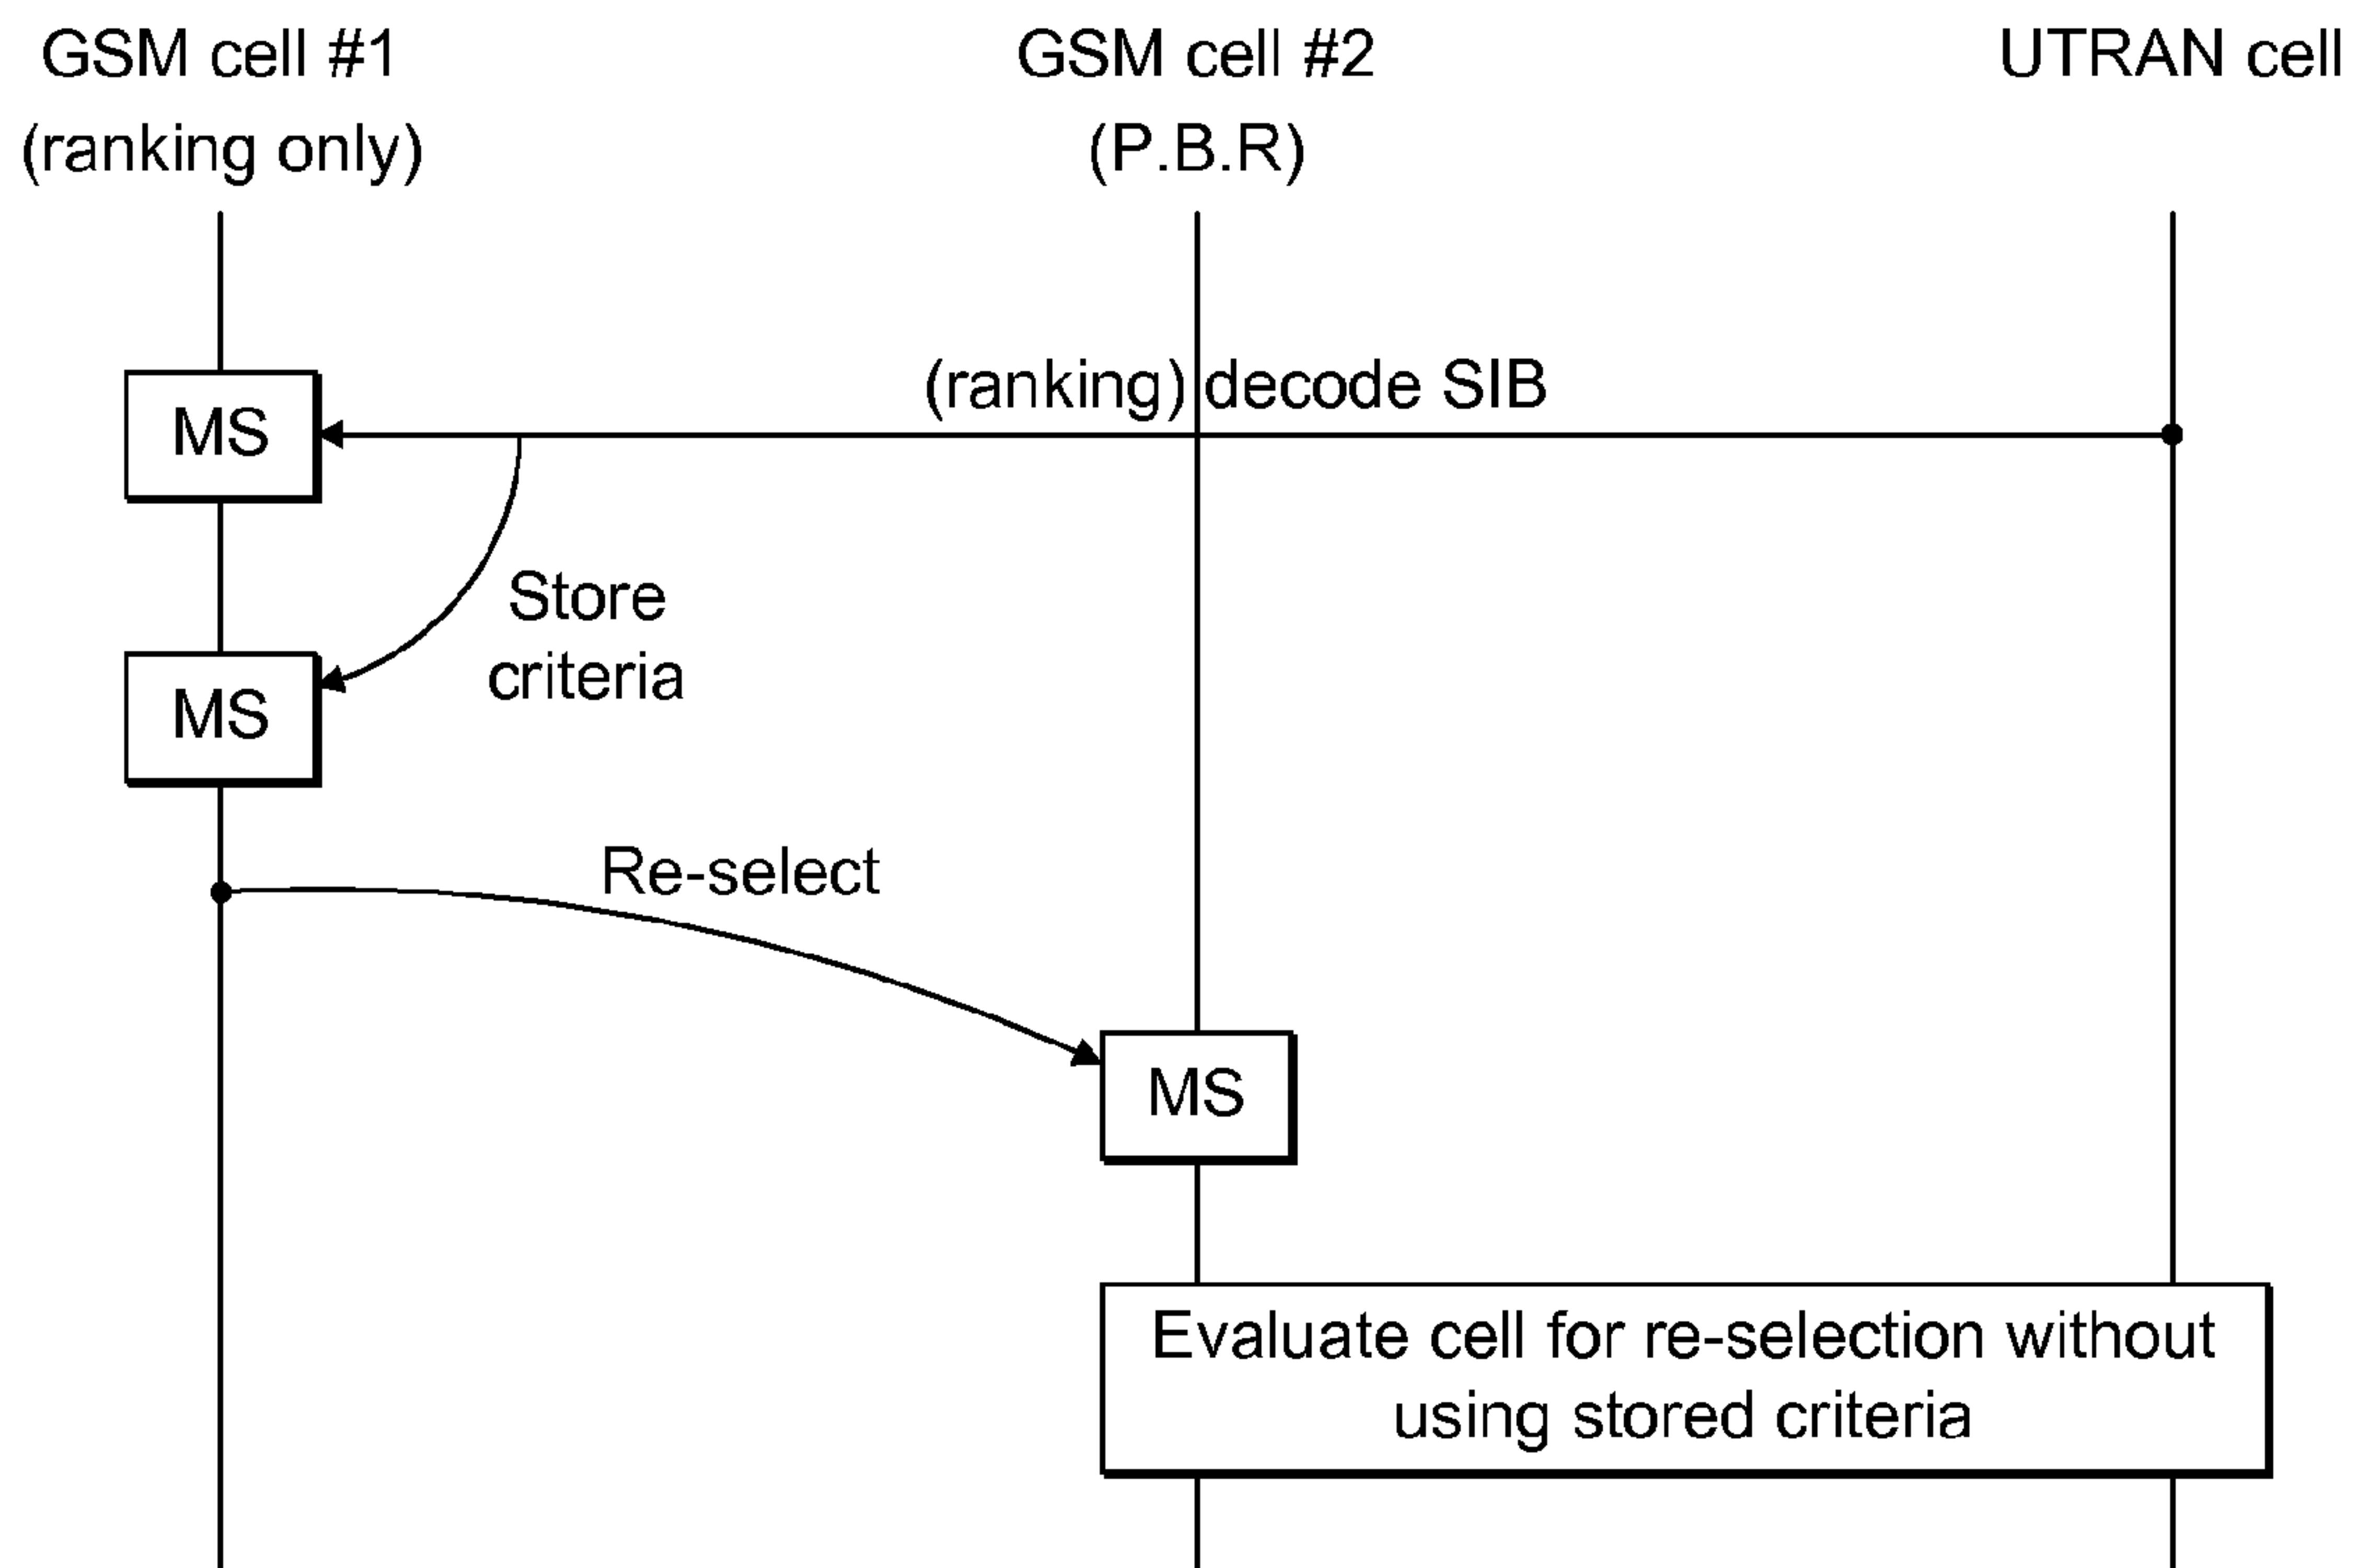 GSM cell #1
(ranking only)
GSM cell #2
(P.B.R)
UTRAN cell
(ranking) decode SIB
MS
Store
criteria
MS
Re-select
MS
Evaluate cell for re-selection without
using stored criteria